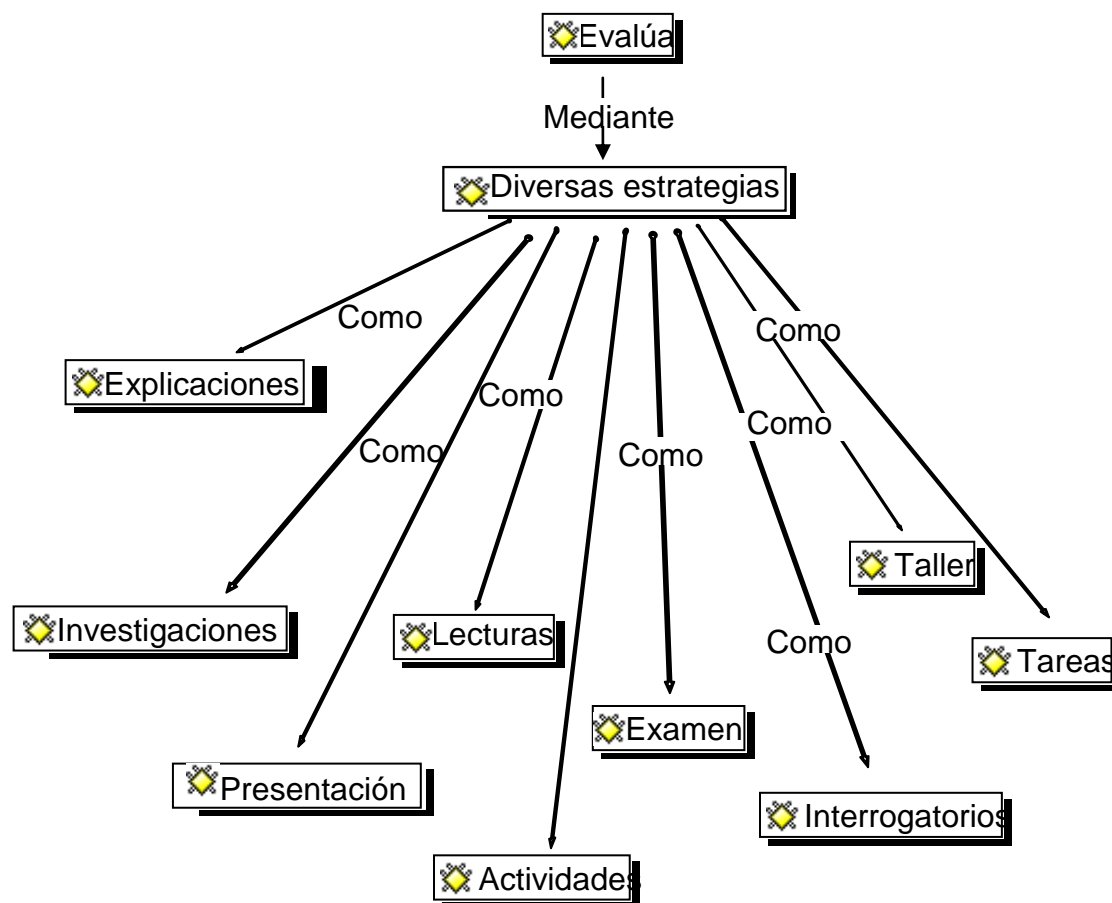 Evalúa
Mediante
Diversas estrategias
Como
Como
Explicaciones
Como
Como
Como
Como
Taller
Investigaciones
Lecturas
Como
Tareas
Examen
Presentación
Interrogatorios
Actividades